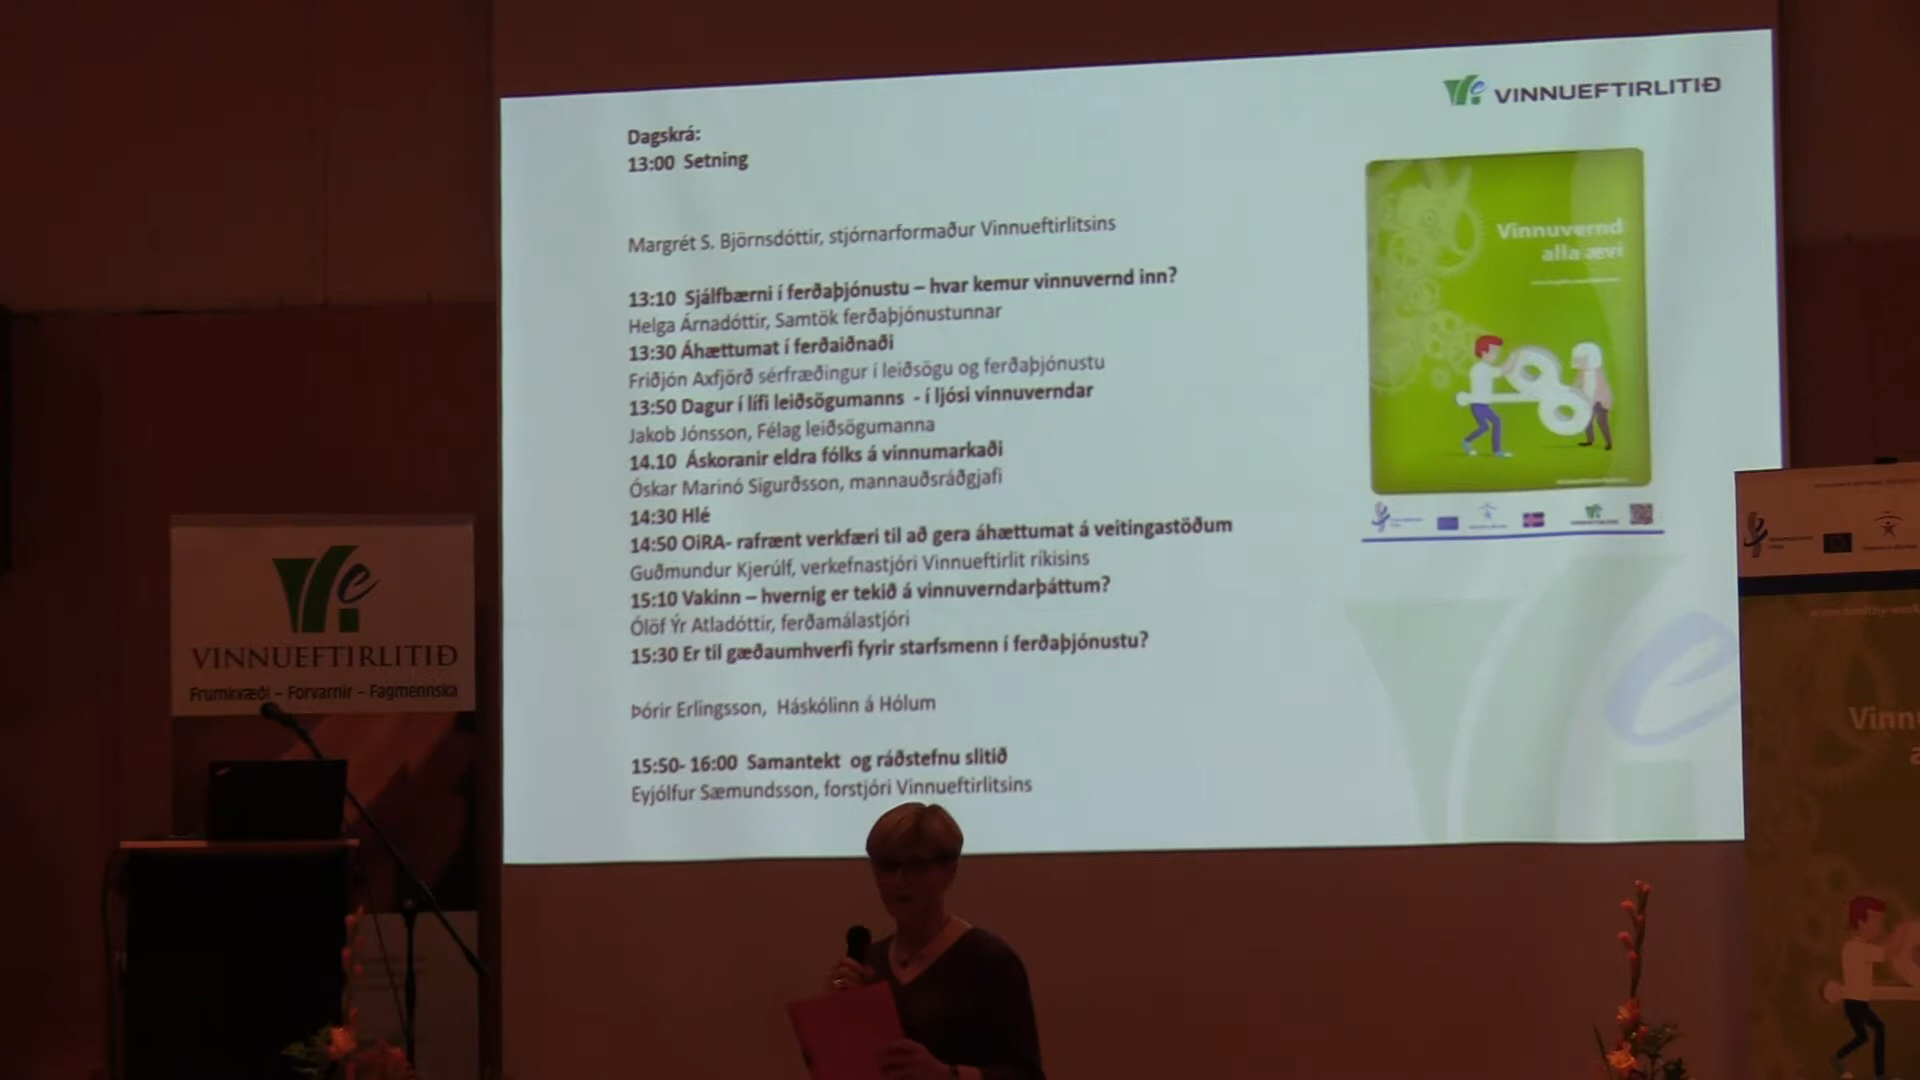 VINNUEFTIRLITIÐ
Dagskrá:
13:00 Setning
Margrét S. Björnsdóttir, stjórnarformaður Vinnueftirlitsins
13:10 Sjálfbærni í ferðaþjónustu – hvar kemur vinnuvernd inn?
Helga Árnadóttir, Samtök ferðaþjónustunnar
13:30 Áhættumat í ferðaiðnaði
Friðjón Axfjörð sérfræðingur í leiðsögu og ferðaþjónustu
13:50 Dagur í lífi leiðsögumanns - í ljósi vinnuverndar
Jakob Jónsson, Félag leiðsögumanna
14.10 Áskoranir eldra fólks á vinnumarkaði
Óskar Marinó Sigurðsson, mannauðsráðgjafi
14:30 Hlé
14:50 OiRA- rafrænt verkfæri til að gera áhættumat á veitingastöðum
Guðmundur Kjerúlf, verkefnastjóri Vinnueftirlit ríkisins
15:10 Vakinn – hvernig er tekið á vinnuverndarþáttum?
Ólöf Ýr Atladóttir, ferðamálastjóri
15:30 Er til gæðaumhverfi fyrir starfsmenn í ferðaþjónustu?
Þórir Erlingsson, Háskólinn á Hólum
15:50- 16:00 Samantekt og ráðstefnu slitið
Eyjólfur Sæmundsson, forstjóri Vinnueftirlitsins
Vinnuvernd
alla ævi
VINNUEFTIRLITIÐ
Frumkvæði – Forvarnir – Fagmennska
Vinn